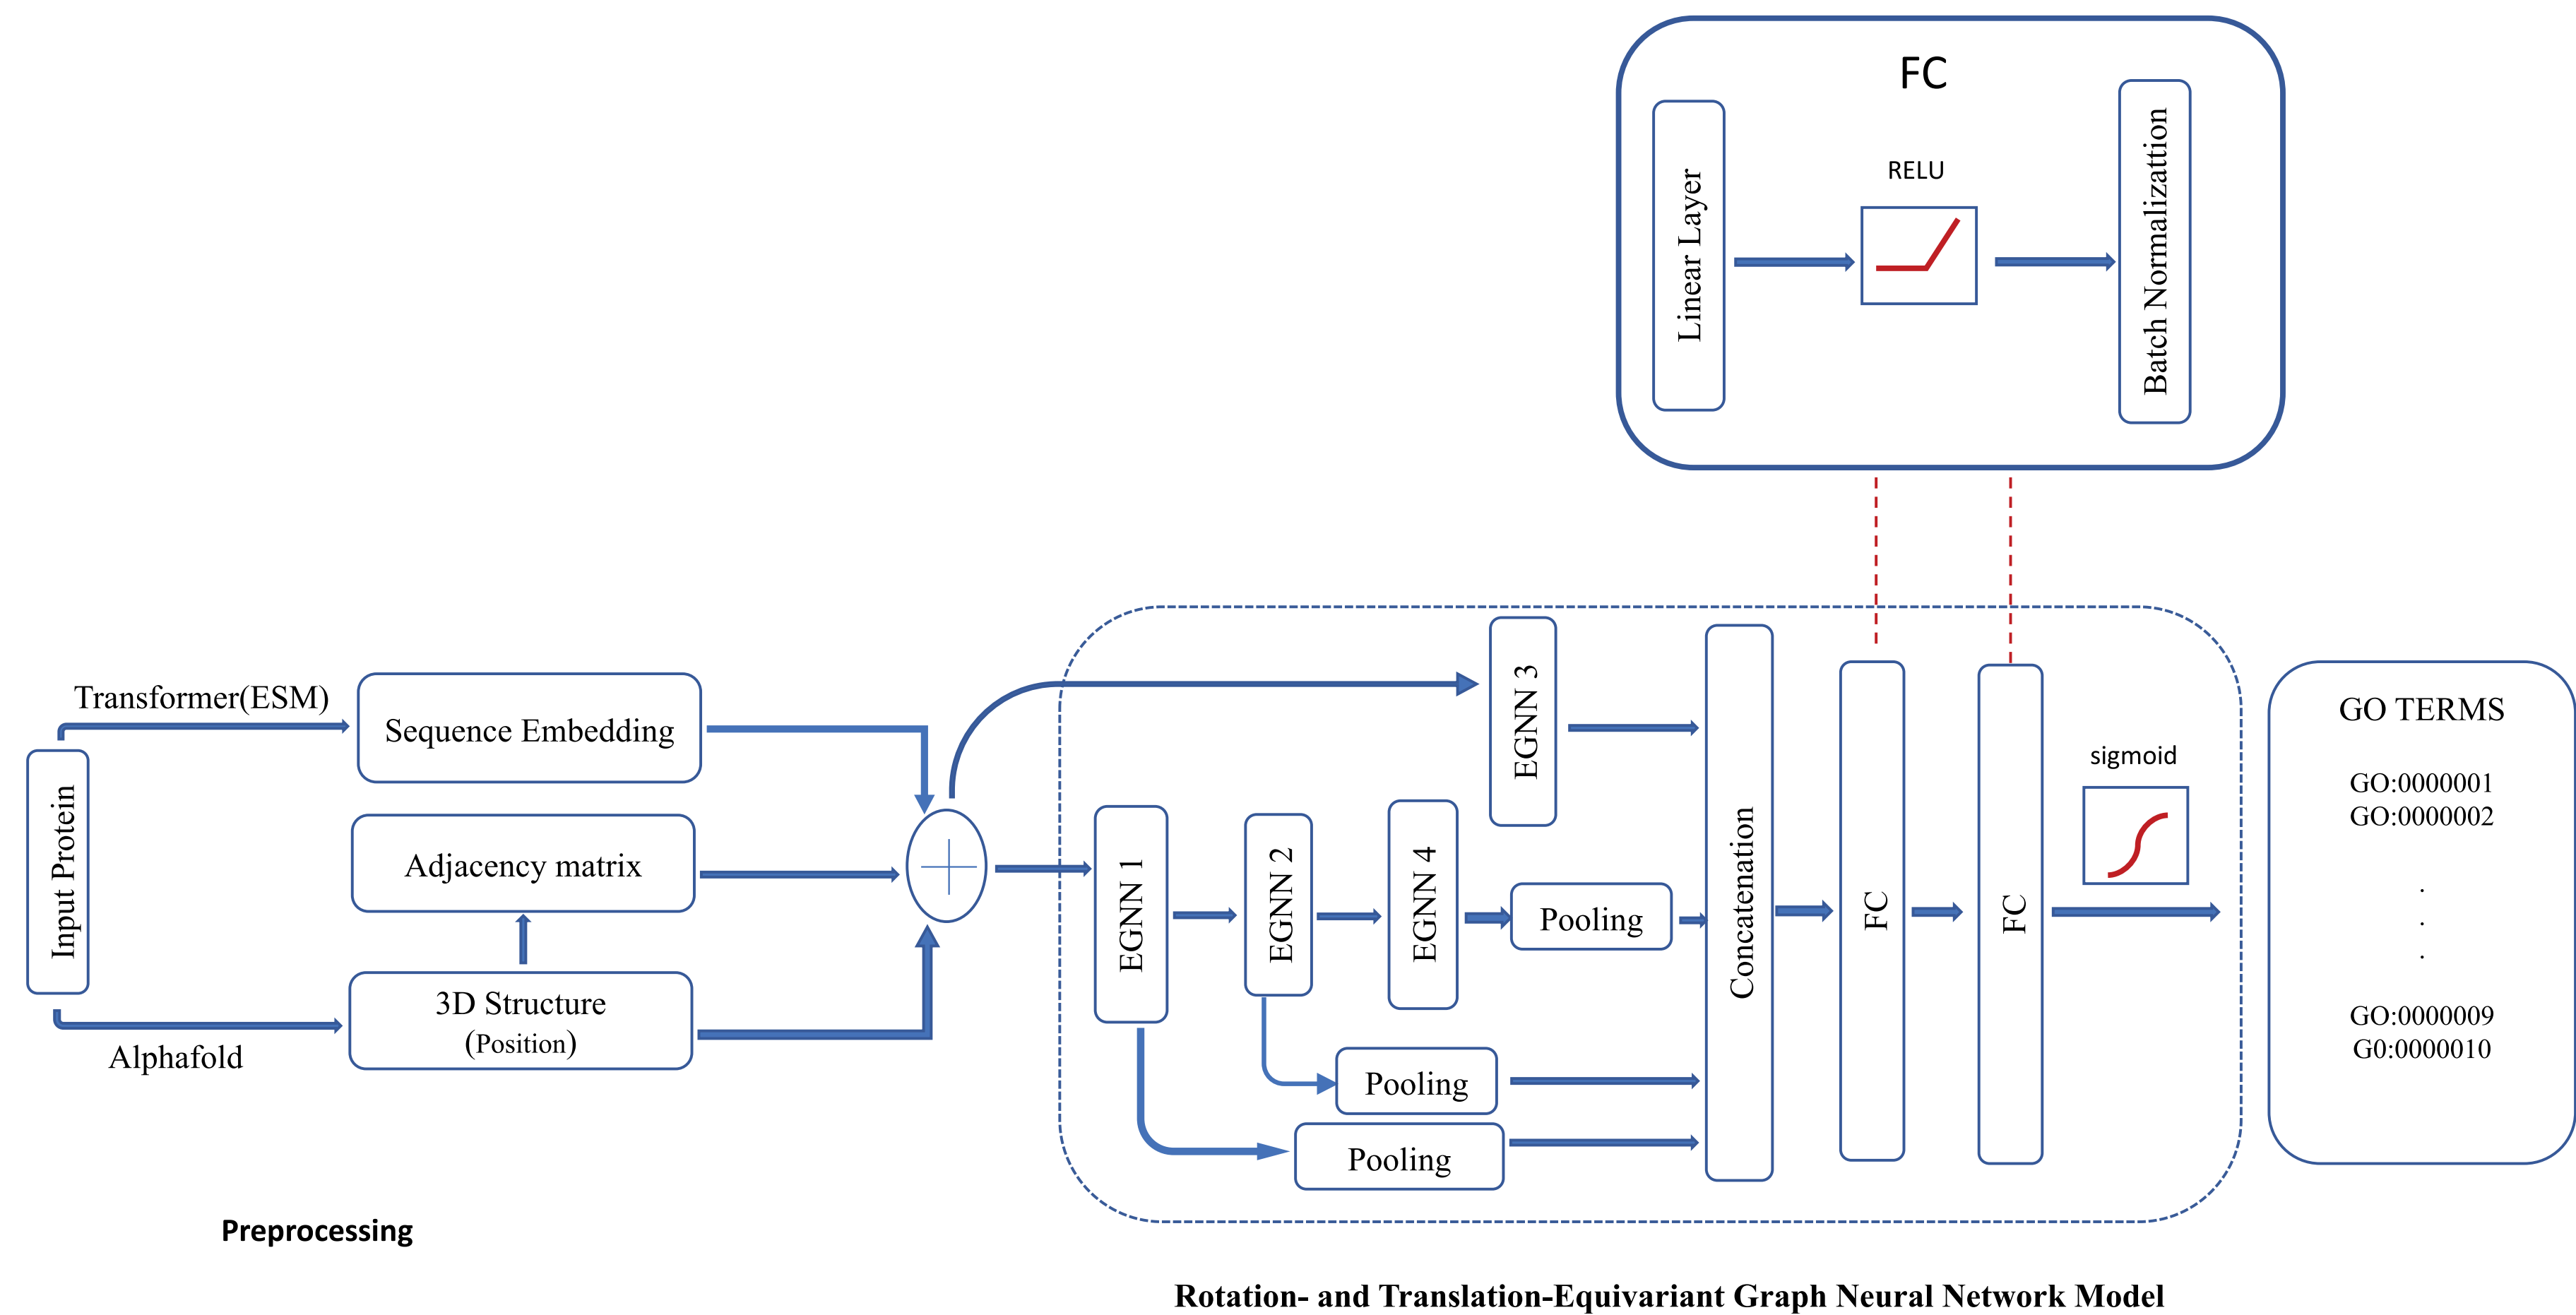 FC
Linear Layer
RELU
Batch Normalizattion
Transformer(ESM)
Input Protein
Alphafold
Sequence Embedding
Adjacency matrix
3D Structure
(Position)
Preprocessing
EGNN 1
EGNN 2
EGNN 4
EGNN 3
Pooling
Pooling
Pooling
Concatenation
FC
FC
sigmoid
GO TERMS
GO:0000001
GO:0000002
.
.
.
GO:0000009
G0:0000010
Rotation- and Translation-Equivariant Graph Neural Network Model